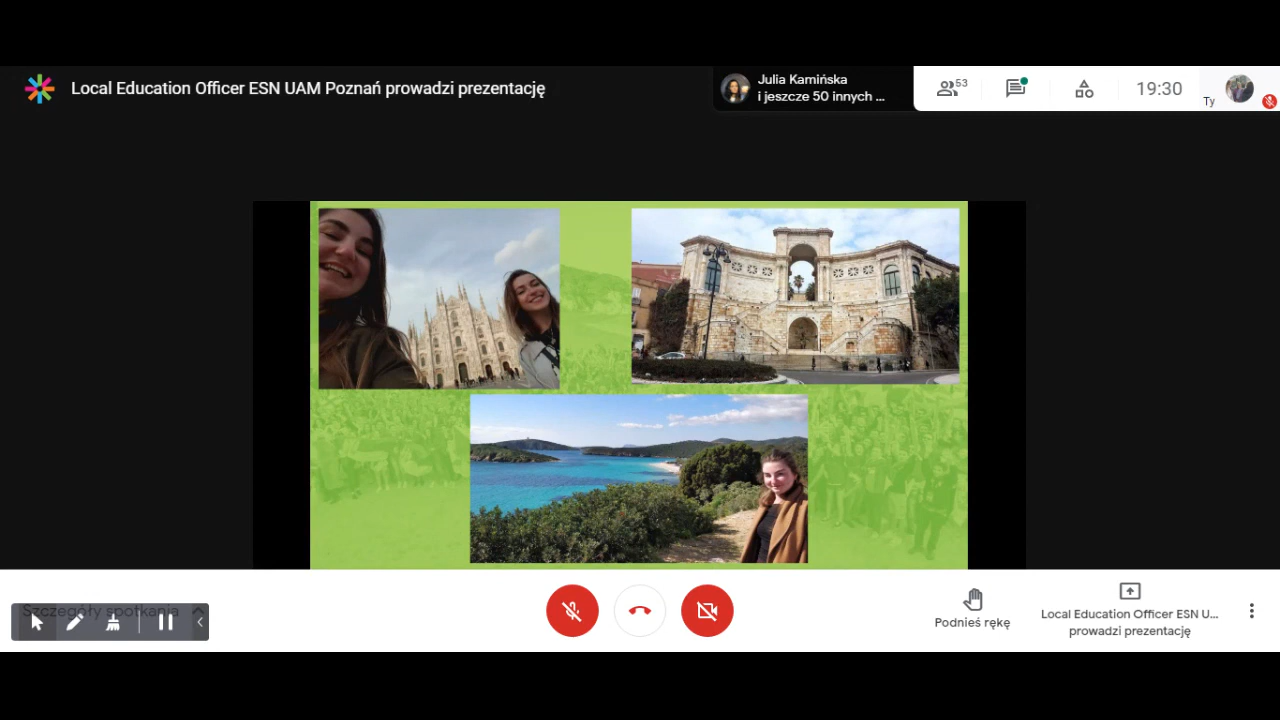 Local Education Officer ESN UAM Poznań prowadzi prezentację
Julia Kamińska
i jeszcze 50 innych ...
53
19:30
Ty
Szczegóły spotkania
Podnieś rękę
Local Education Officer ESN U...
prowadzi prezentację